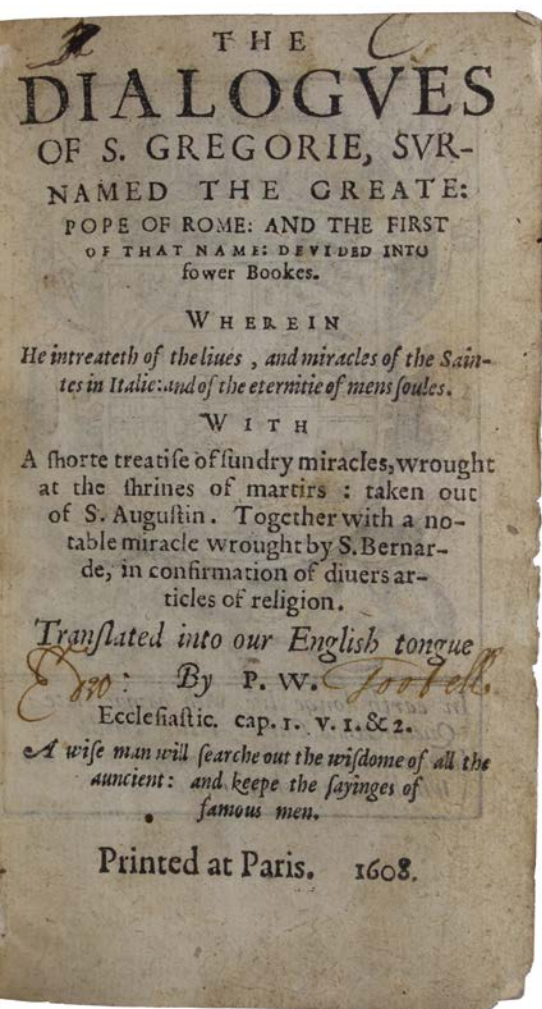 THE
DIALOGVES
OF S. GREGORIE, SVR-
NAMED THE GREATE:
POPE OF ROME: AND THE FIRST
OF THAT NAME: DEVIDED INTO
fower Bookes.
WHEREIN
He intreateth of the liues , and miracles of the Sain-
tes in Italie: and of the eternitie of mens ſoules.
WITH
A ſhorte treatiſe of ſundry miracles, wrought
at the ſhrines of martirs : taken out
of S. Auguſtin. Together with a no-
table miracle wrought by S. Bernar-
de, in confirmation of diuers ar-
ticles of religion.
Tranſlated into our Engliſh tongue
: By P. W.
Eccleſiaſtic. cap. 1. v. 1. & 2.
A wiſe man will ſearche out the wiſdome of all the
auncient: and keepe the ſayinges of
famous men.
Printed at Paris. 1608.